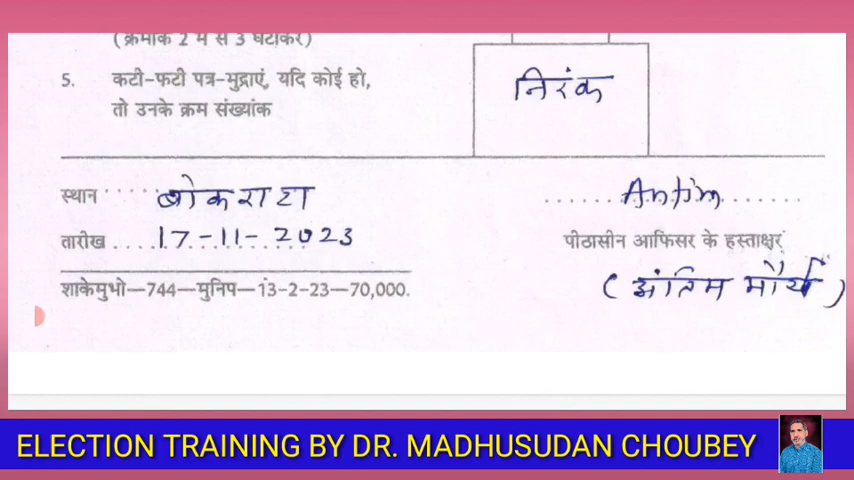 (क्रमांक 2 में से 3 घटाकर)
5. कटी-फटी पत्र-मुद्राएं, यदि कोई हो,
तो उनके क्रम संख्यांक
निरंक
स्थान ...... बोकराटा
Antim
तारीख .... 17-11-2023
पीठासीन आफिसर के हस्ताक्षर
(अंतिम मौर्य)
शाकेमुभो—744—मुनिप—13-2-23—70,000.
ELECTION TRAINING BY DR. MADHUSUDAN CHOUBEY